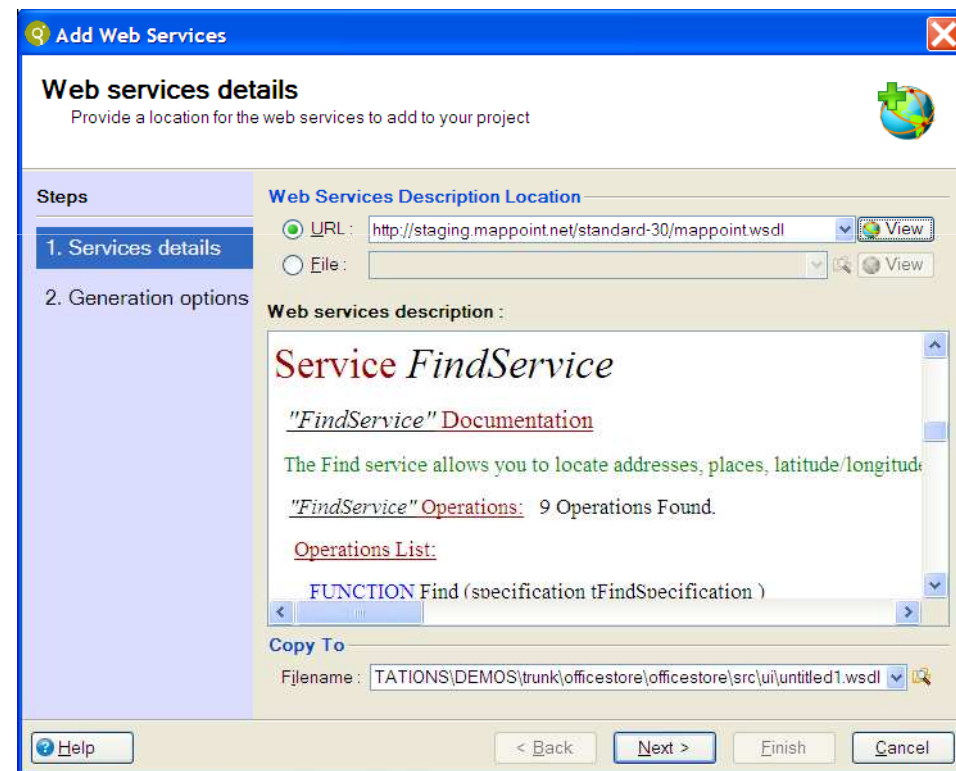 Add Web Services
Web services details
Provide a location for the web services to add to your project
Steps
1. Services details
2. Generation options
Web Services Description Location
URL : http://staging.mappoint.net/standard-30/mappoint.wsdl View
File : View
Web services description :
Service FindService
"FindService" Documentation
The Find service allows you to locate addresses, places, latitude/longitude
"FindService" Operations: 9 Operations Found.
Operations List:
FUNCTION Find (specification tFindSpecification )
Copy To
Filename : TATIONS\DEMOS\trunk\officestore\officestore\src\ui\untitled1.wsdl
Help < Back Next > Finish Cancel